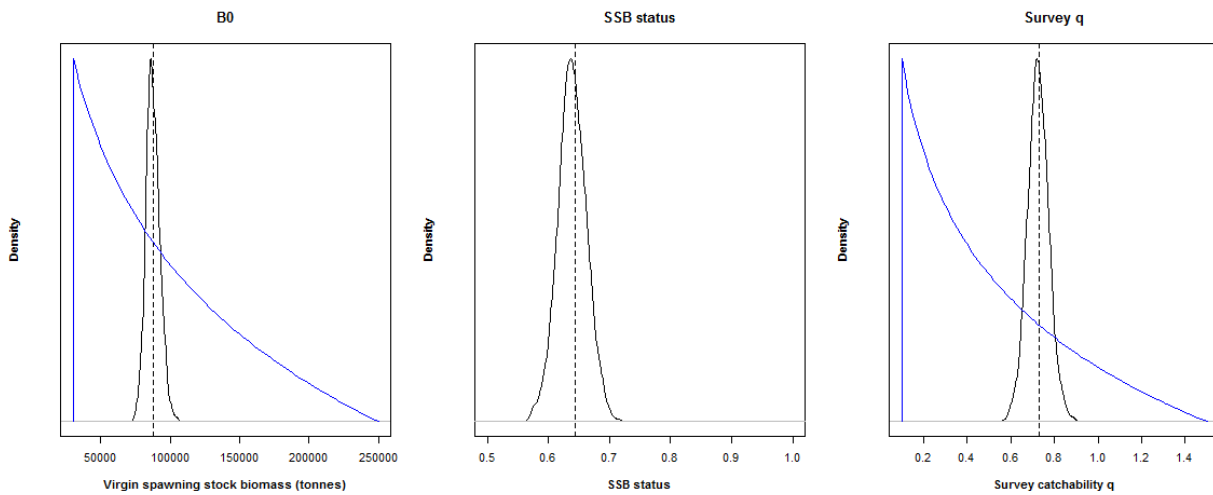 B0
SSB status
Survey q
Density
Density
Density
50000 100000 150000 200000 250000
0.5 0.6 0.7 0.8 0.9 1.0
0.2 0.4 0.6 0.8 1.0 1.2 1.4
Virgin spawning stock biomass (tonnes)
SSB status
Survey catchability q